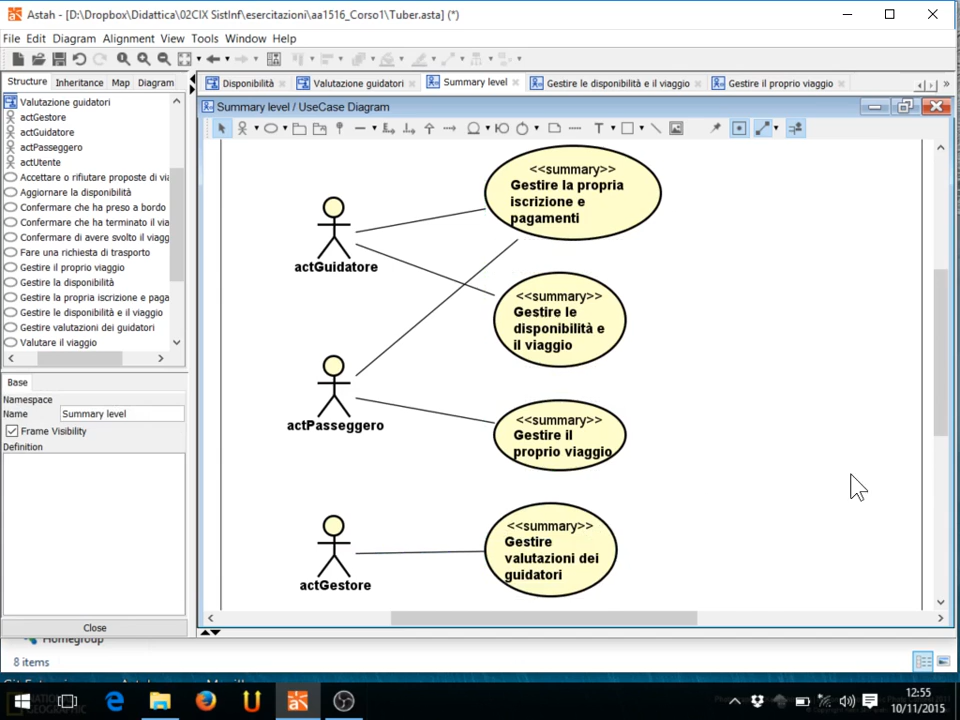 Astah - [D:\Dropbox\Didattica\02CIX SistInf\esercitazioni\aa1516_Corso1\Tuber.asta] (*)
File Edit Diagram Alignment View Tools Window Help
Structure Inheritance Map Diagram
Disponibilità Valutazione guidatori Summary level Gestire le disponibilità e il viaggio Gestire il proprio viaggio
Summary level / UseCase Diagram
Valutazione guidatori
actGestore
actGuidatore
actPasseggero
actUtente
Accettare o rifiutare proposte di via
Aggiornare la disponibilità
Confermare che ha preso a bordo
Confermare che ha terminato il via
Confermare di avere svolto il viagg
Fare una richiesta di trasporto
Gestire il proprio viaggio
Gestire la disponibilità
Gestire la propria iscrizione e paga
Gestire le disponibilità e il viaggio
Gestire valutazioni dei guidatori
Valutare il viaggio
Base
Namespace
Name Summary level
Frame Visibility
Definition
Close
<<summary>>
Gestire la propria
iscrizione e
pagamenti
actGuidatore
<<summary>>
Gestire le
disponibilità e
il viaggio
actPasseggero
<<summary>>
Gestire il
proprio viaggio
<<summary>>
Gestire
valutazioni dei
guidatori
actGestore
Homegroup
8 items
12:55
10/11/2015